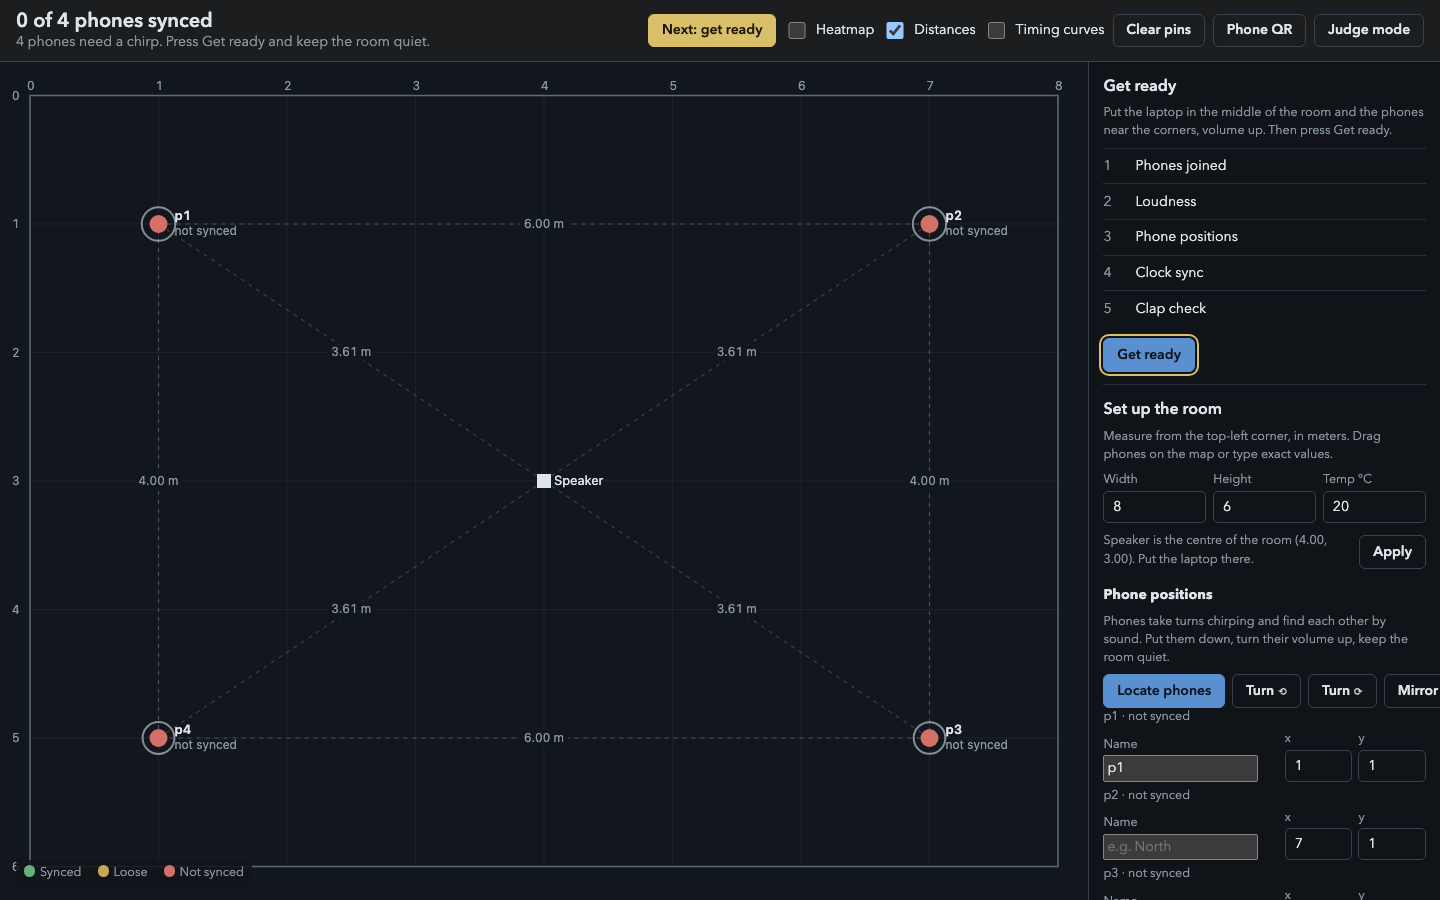 0 of 4 phones synced
4 phones need a chirp. Press Get ready and keep the room quiet.
Next: get ready
Heatmap
Distances
Timing curves
Clear pins
Phone QR
Judge mode
0 1 2 3 4 5 6 7 8
0
1
2
3
4
5
p1
not synced
6.00 m
p2
not synced
3.61 m
3.61 m
4.00 m
Speaker
4.00 m
3.61 m
3.61 m
p4
not synced
6.00 m
p3
not synced
Synced
Loose
Not synced
Get ready
Put the laptop in the middle of the room and the phones
near the corners, volume up. Then press Get ready.
1 Phones joined
2 Loudness
3 Phone positions
4 Clock sync
5 Clap check
Get ready
Set up the room
Measure from the top-left corner, in meters. Drag
phones on the map or type exact values.
Width Height Temp °C
8 6 20
Speaker is the centre of the room (4.00,
3.00). Put the laptop there.
Apply
Phone positions
Phones take turns chirping and find each other by
sound. Put them down, turn their volume up, keep the
room quiet.
Locate phones
Turn ⟲
Turn ⟳
Mirror
p1 · not synced
Name x y
p1 1 1
p2 · not synced
Name x y
e.g. North 7 1
p3 · not synced